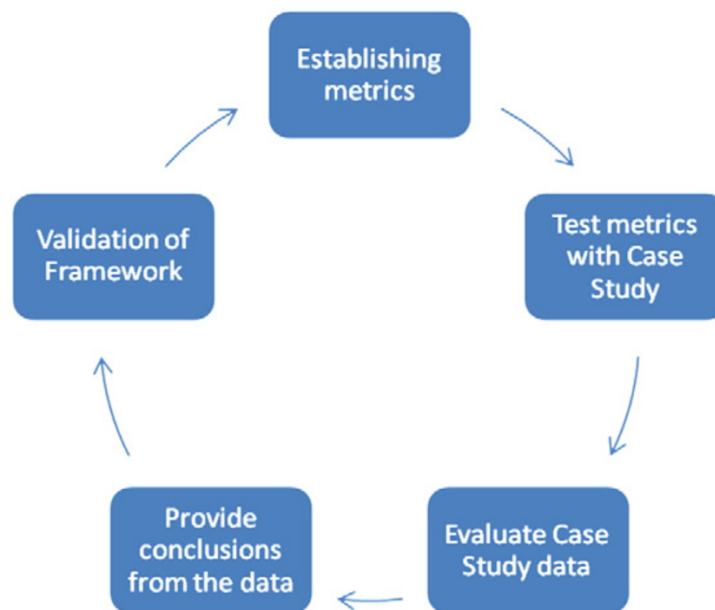 Establishing
metrics
Test metrics
with Case
Study
Evaluate Case
Study data
Provide
conclusions
from the data
Validation of
Framework